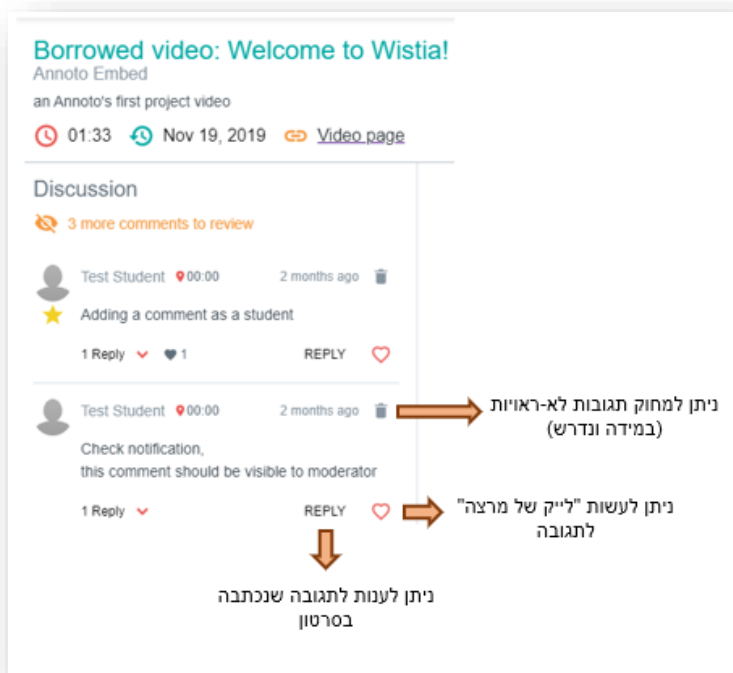 Borrowed video: Welcome to Wistia!
Annoto Embed
an Annoto's first project video
01:33 Nov 19, 2019 Video page
Discussion
3 more comments to review
Test Student 00:00 2 months ago
Adding a comment as a student
1 Reply 1 REPLY
Test Student 00:00 2 months ago
ניתן למחוק תגובות לא-ראויות
(במידה ונדרש)
Check notification,
this comment should be visible to moderator
1 Reply REPLY
ניתן לעשות "לייק של מרצה"
לתגובה
ניתן לענות לתגובה שנכתבה
בסרטון